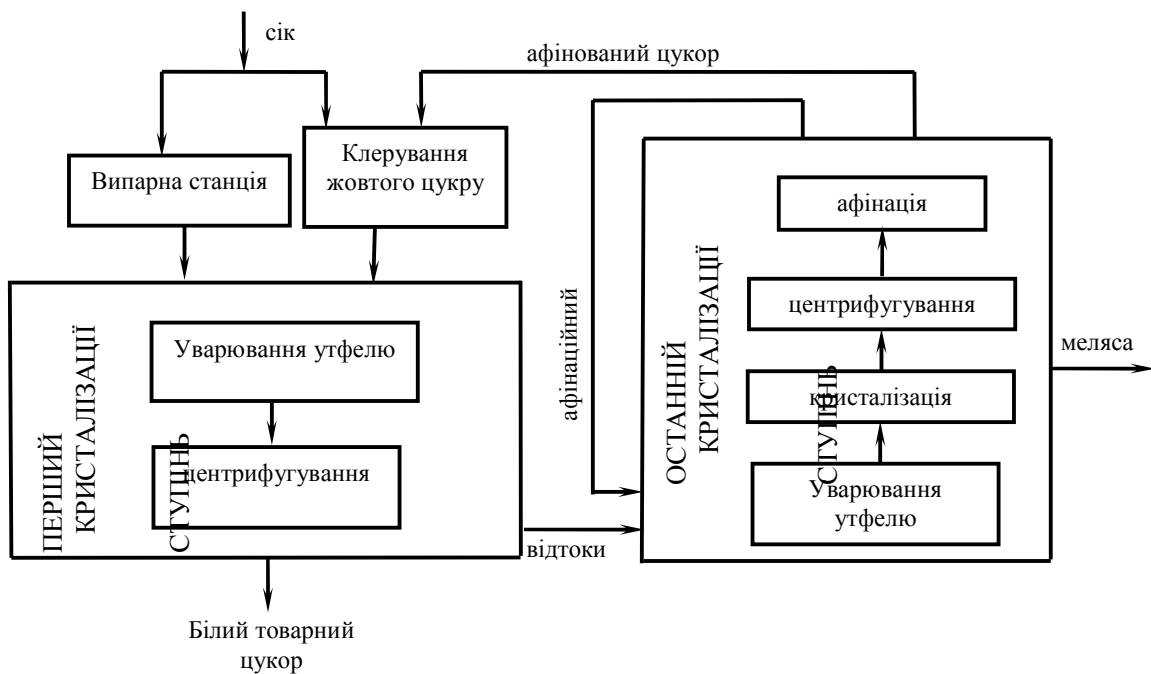 сік
афінований цукор
Випарна станція
Клерування
жовтого цукру
афінація
центрифугування
кристалізація
Уварювання
утфелю
ОСТАННІЙ
КРИСТАЛІЗАЦІЇ
СТУПІНЬ
афінаційний
меляса
Уварювання утфелю
центрифугування
ПЕРШИЙ
КРИСТАЛІЗАЦІЇ
СТУПІНЬ
відтоки
Білий товарний
цукор